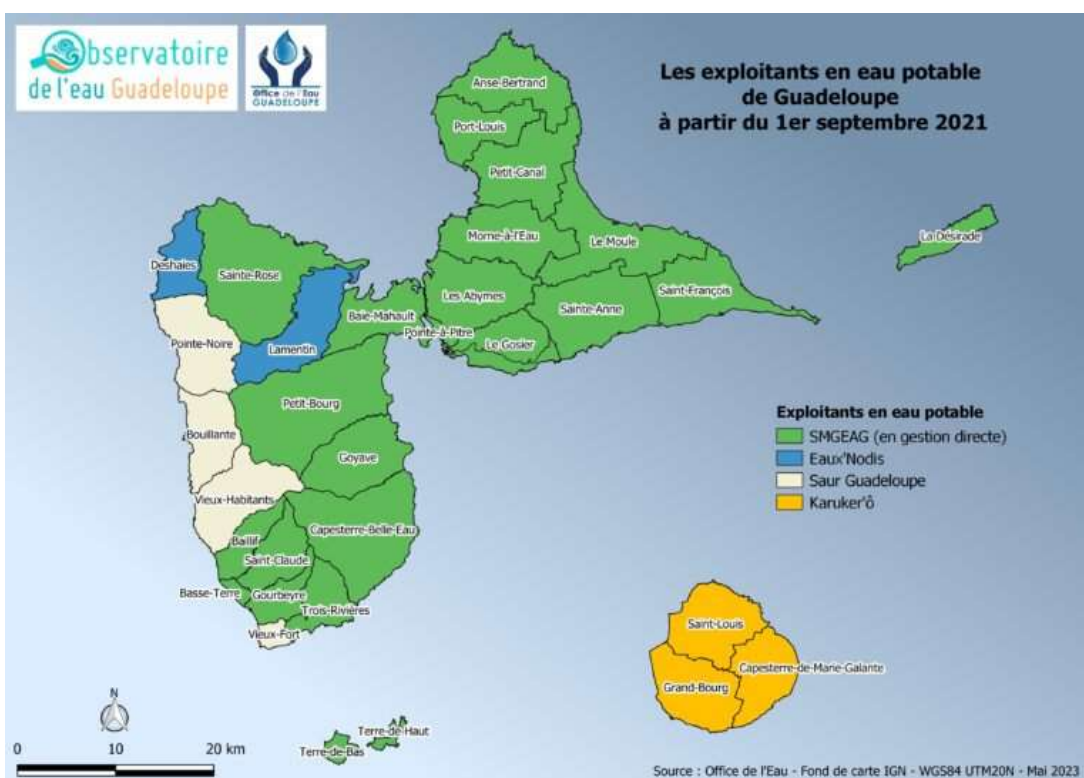 Observatoire
de l'eau Guadeloupe
Office de l'Eau
GUADELOUPE
Les exploitants en eau potable
de Guadeloupe
à partir du 1er septembre 2021
Anse-Bertrand
Port-Louis
Petit-Canal
Morne-à-l'Eau
Le Moule
La Désirade
Deshaies
Sainte-Rose
Les Abymes
Sainte-Anne
Saint-François
Baie-Mahault
Pointe-à-Pitre
Le Gosier
Pointe-Noire
Lamentin
Petit-Bourg
Bouillante
Goyave
Vieux-Habitants
Capesterre-Belle-Eau
Baillif
Saint-Claude
Basse-Terre
Gourbeyre
Trois-Rivières
Vieux-Fort
Exploitants en eau potable
SMGEAG (en gestion directe)
Eaux'Nodis
Saur Guadeloupe
Karuker'ô
Saint-Louis
Capesterre-de-Marie-Galante
Grand-Bourg
Terre-de-Haut
Terre-de-Bas
N
0 10 20 km
Source : Office de l'Eau - Fond de carte IGN - WGS84 UTM20N - Mai 2023